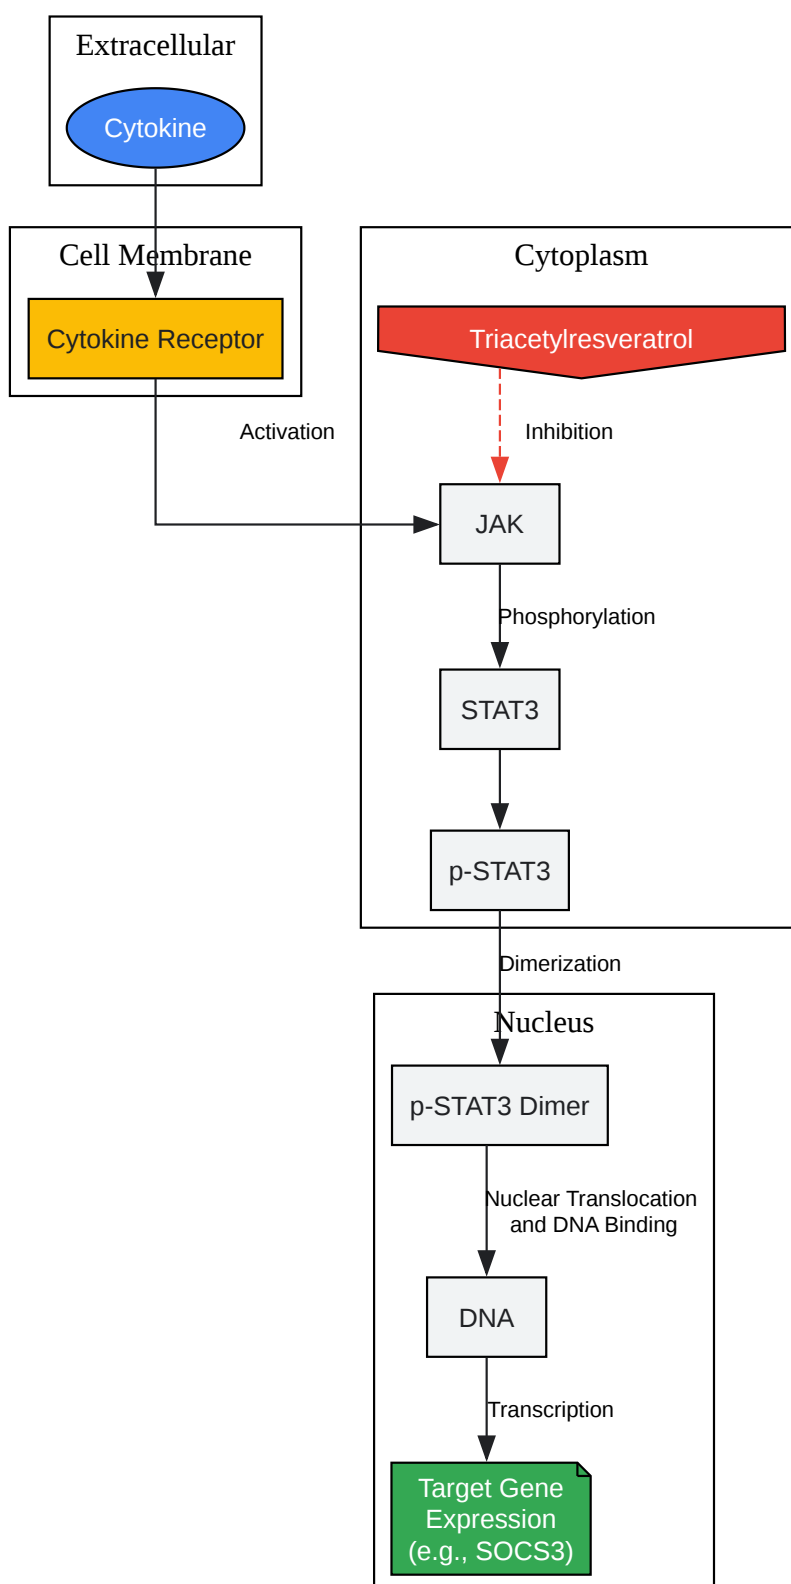 Extracellular
Cytokine
Cell Membrane
Cytokine Receptor
Cytoplasm
Triacetylresveratrol
Activation
Inhibition
JAK
Phosphorylation
STAT3
p-STAT3
Dimerization
Nucleus
p-STAT3 Dimer
Nuclear Translocation
and DNA Binding
DNA
Transcription
Target Gene
Expression
(e.g., SOCS3)